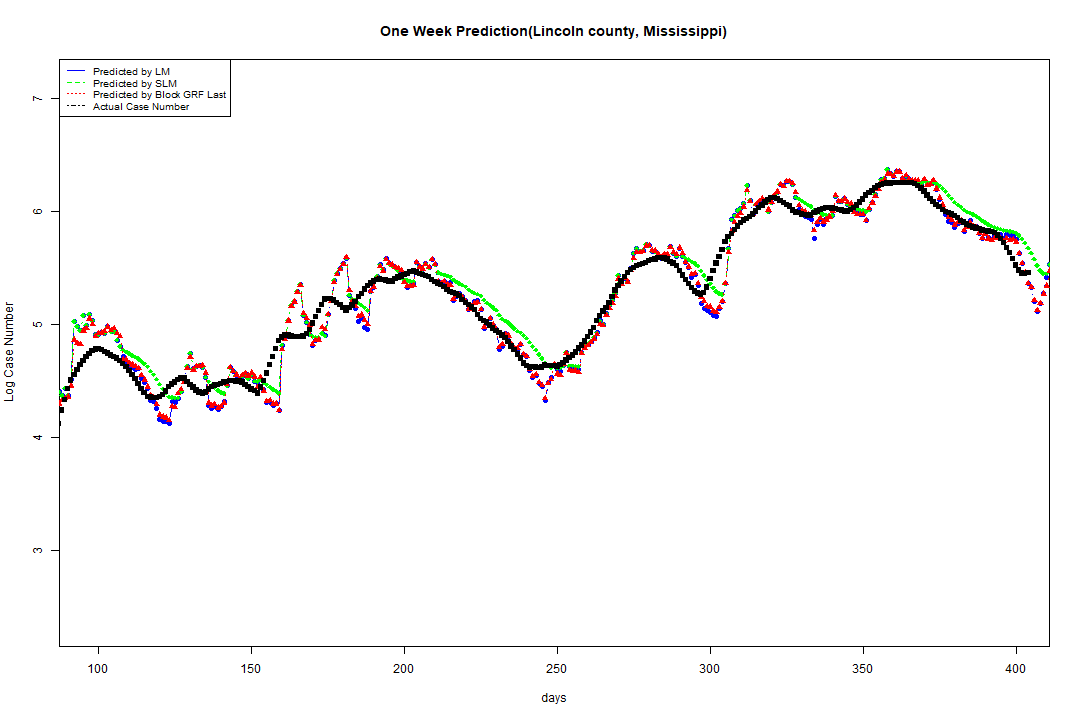 One Week Prediction(Lincoln county, Mississippi)
Predicted by LM
Predicted by SLM
Predicted by Block GRF Last
Actual Case Number
7
6
5
4
3
Log Case Number
100 150 200 250 300 350 400
days